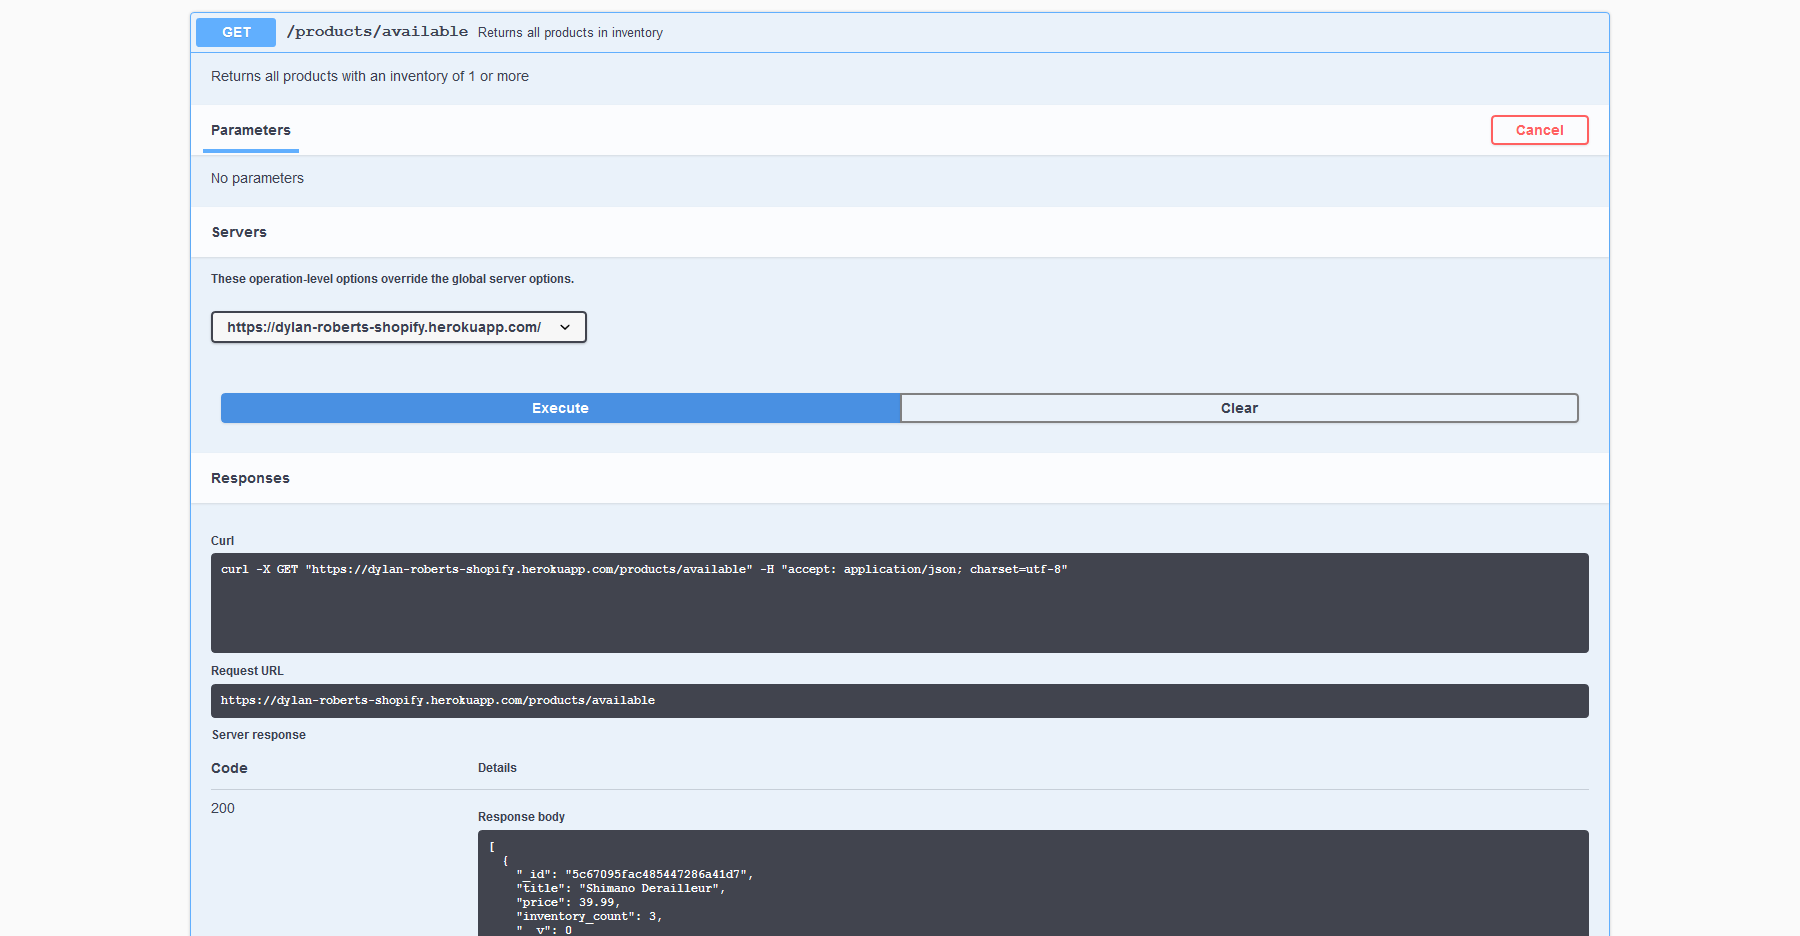 GET /products/available Returns all products in inventory
Returns all products with an inventory of 1 or more
Parameters Cancel
No parameters
Servers
These operation-level options override the global server options.
https://dylan-roberts-shopify.herokuapp.com/
Execute Clear
Responses
Curl
curl -X GET "https://dylan-roberts-shopify.herokuapp.com/products/available" -H "accept: application/json; charset=utf-8"
Request URL
https://dylan-roberts-shopify.herokuapp.com/products/available
Server response
Code Details
200
Response body
[
{
"_id": "5c67095fac485447286a41d7",
"title": "Shimano Derailleur",
"price": 39.99,
"inventory_count": 3,
"__v": 0